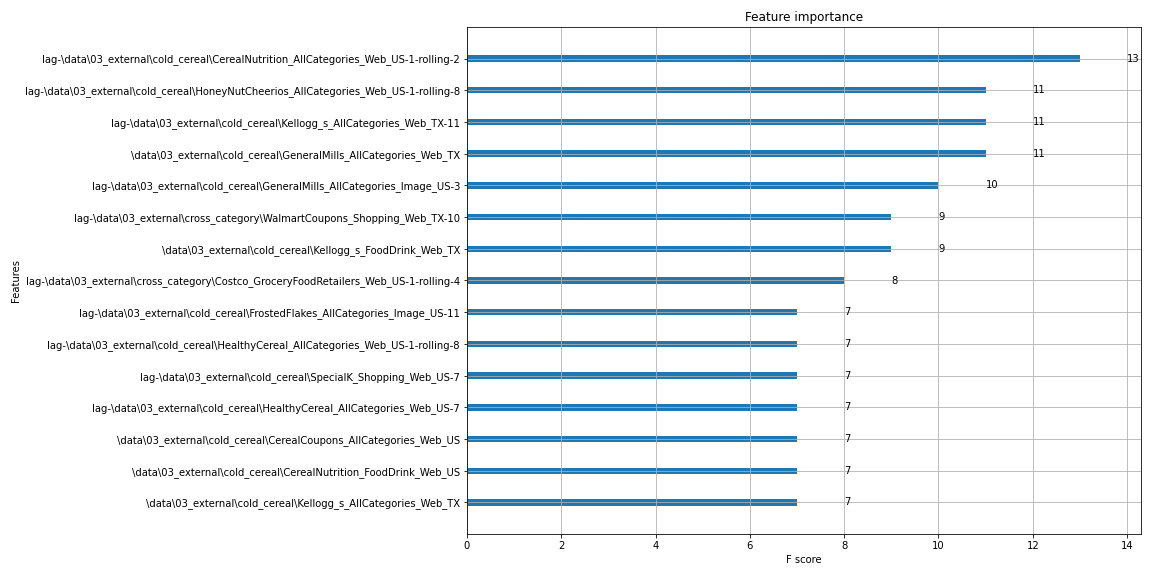 Feature importance
lag-\data\03_external\cold_cereal\CerealNutrition_AllCategories_Web_US-1-rolling-2
13
lag-\data\03_external\cold_cereal\HoneyNutCheerios_AllCategories_Web_US-1-rolling-8
11
lag-\data\03_external\cold_cereal\Kellogg_s_AllCategories_Web_TX-11
11
\data\03_external\cold_cereal\GeneralMills_AllCategories_Web_TX
11
lag-\data\03_external\cold_cereal\GeneralMills_AllCategories_Image_US-3
10
lag-\data\03_external\cross_category\WalmartCoupons_Shopping_Web_TX-10
9
\data\03_external\cold_cereal\Kellogg_s_FoodDrink_Web_TX
9
Features
lag-\data\03_external\cross_category\Costco_GroceryFoodRetailers_Web_US-1-rolling-4
8
lag-\data\03_external\cold_cereal\FrostedFlakes_AllCategories_Image_US-11
7
lag-\data\03_external\cold_cereal\HealthyCereal_AllCategories_Web_US-1-rolling-8
7
lag-\data\03_external\cold_cereal\SpecialK_Shopping_Web_US-7
7
lag-\data\03_external\cold_cereal\HealthyCereal_AllCategories_Web_US-7
7
\data\03_external\cold_cereal\CerealCoupons_AllCategories_Web_US
7
\data\03_external\cold_cereal\CerealNutrition_FoodDrink_Web_US
7
\data\03_external\cold_cereal\Kellogg_s_AllCategories_Web_TX
7
0 2 4 6 8 10 12 14
F score